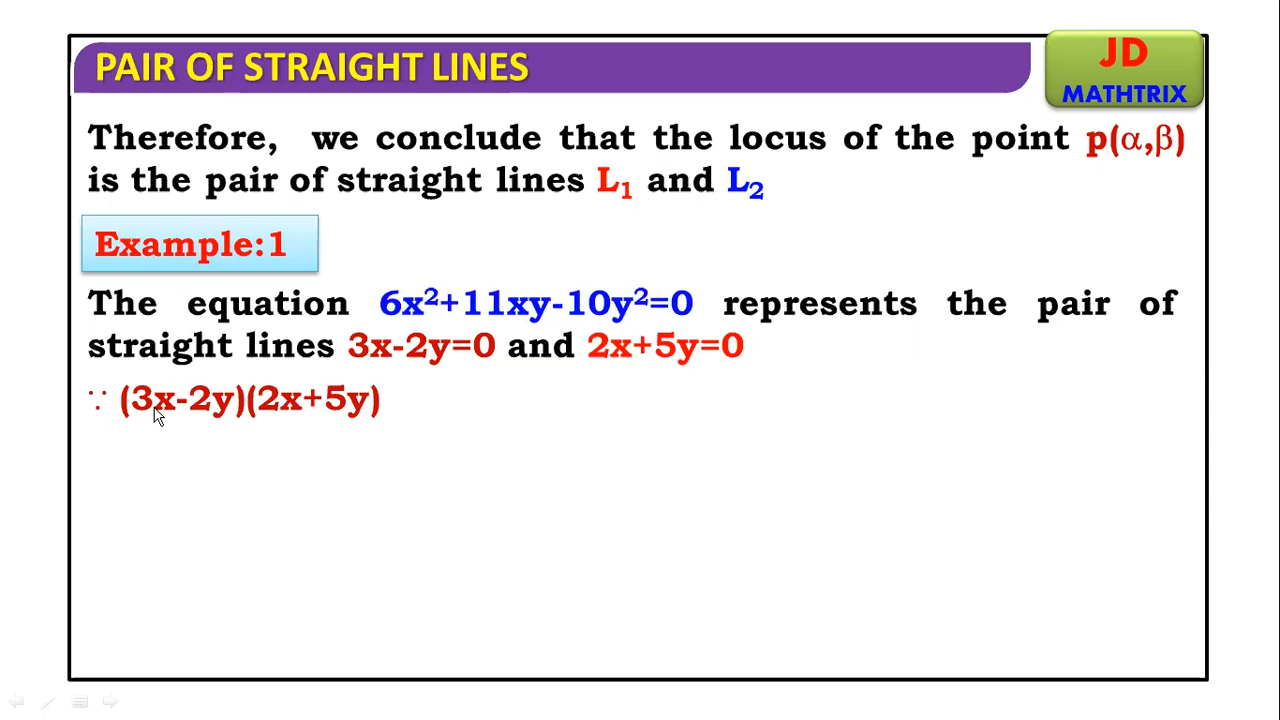 PAIR OF STRAIGHT LINES
JD
MATHTRIX
Therefore, we conclude that the locus of the point p(α,β)
is the pair of straight lines L₁ and L₂
Example:1
The equation 6x²+11xy-10y²=0 represents the pair of
straight lines 3x-2y=0 and 2x+5y=0
∵ (3x-2y)(2x+5y)